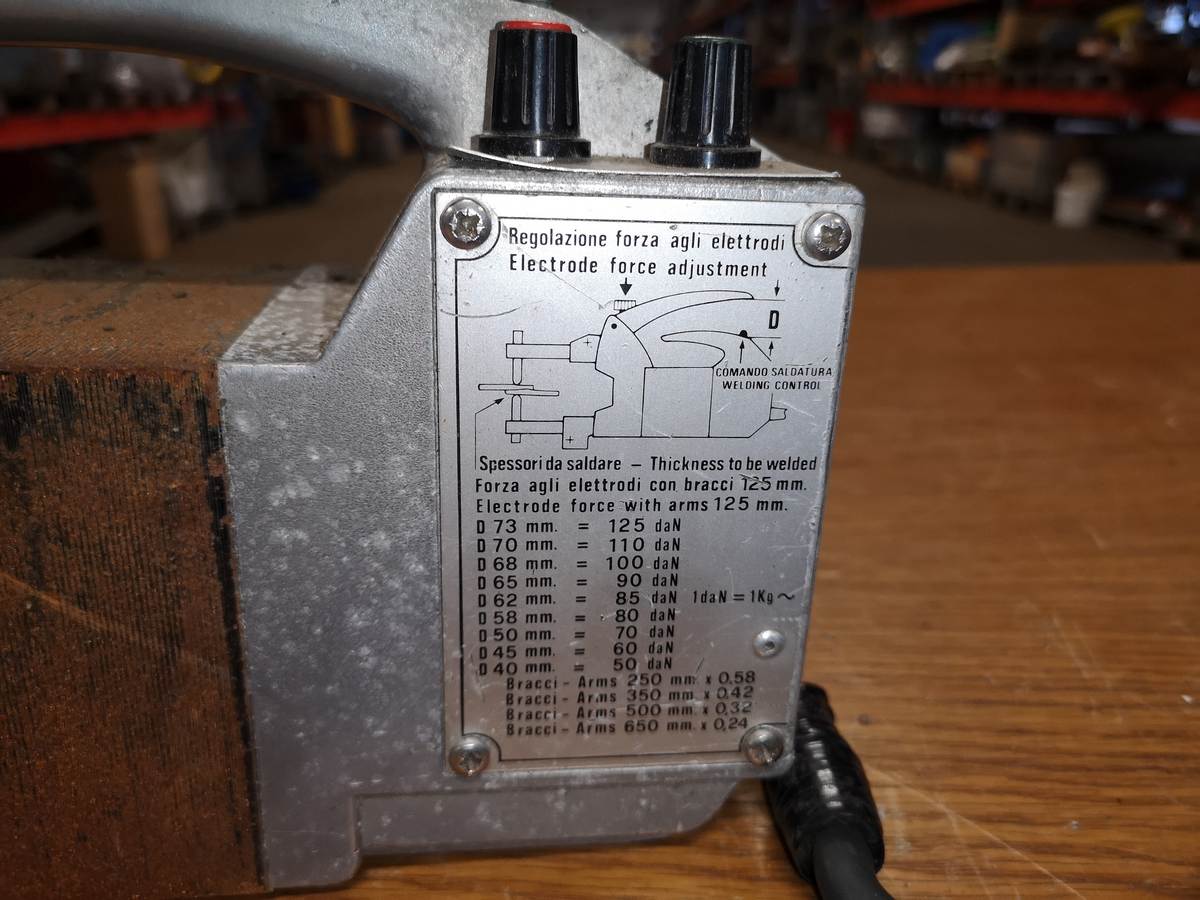 Regolazione forza agli elettrodi
Electrode force adjustment
D
COMANDO SALDATURA
WELDING CONTROL
Spessori da saldare – Thickness to be welded
Forza agli elettrodi con bracci 125 mm.
Electrode force with arms 125 mm.
D 73 mm. = 125 daN
D 70 mm. = 110 daN
D 68 mm. = 100 daN
D 65 mm. = 90 daN
D 62 mm. = 85 daN 1daN = 1Kg ~
D 58 mm. = 80 daN
D 50 mm. = 70 daN
D 45 mm. = 60 daN
D 40 mm. = 50 daN
Bracci - Arms 250 mm x 0,58
Bracci - Arms 350 mm x 0,42
Bracci - Arms 500 mm x 0,32
Bracci - Arms 650 mm. x 0,24